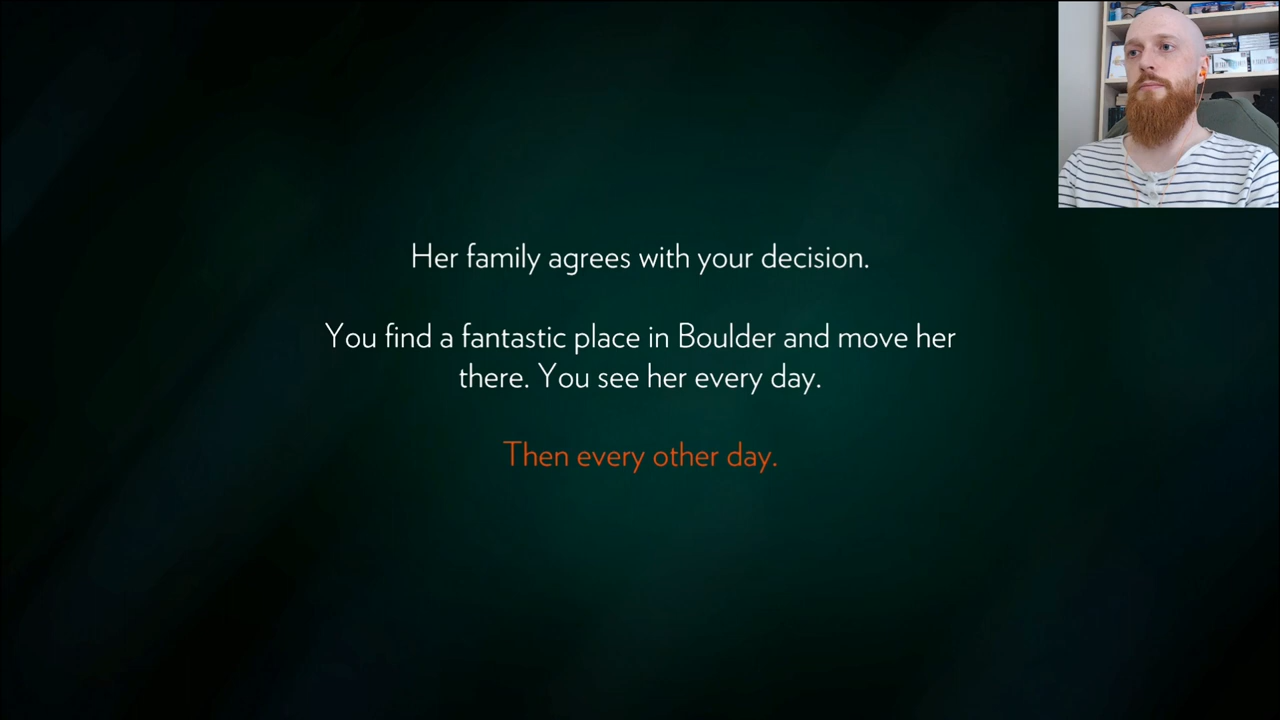 Her family agrees with your decision.
You find a fantastic place in Boulder and move her
there. You see her every day.
Then every other day.